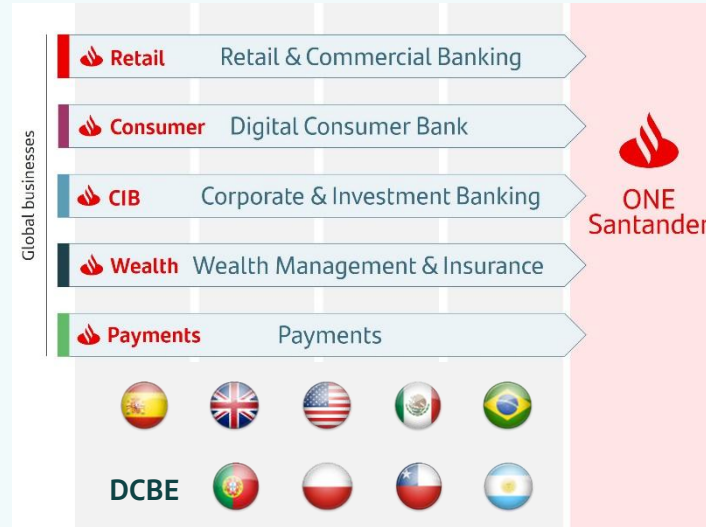 Global businesses
Retail Retail & Commercial Banking
Consumer Digital Consumer Bank
CIB Corporate & Investment Banking
Wealth Wealth Management & Insurance
Payments Payments
ONE
Santander
DCBE